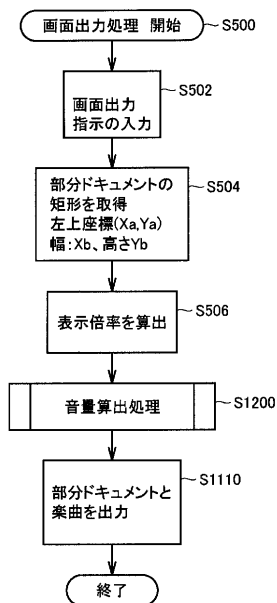 画面出力処理 開始
S500
画面出力
指示の入力
S502
部分ドキュメントの
矩形を取得
左上座標(Xa,Ya)
幅:Xb、高さYb
S504
表示倍率を算出
S506
音量算出処理
S1200
部分ドキュメントと
楽曲を出力
S1110
終了